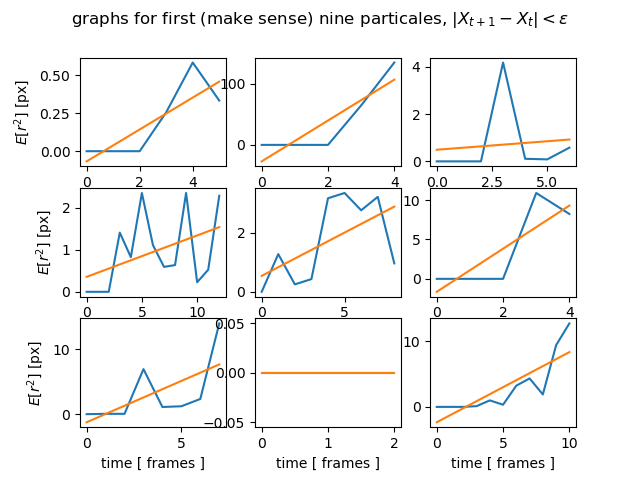 graphs for first (make sense) nine particales, |X_{t+1} − X_t| < ε
0.50
0.25
0.00
E[r²] [px]
0 2 4
100
0
0 2 4
4
2
0
0.0 2.5 5.0
2
1
0
E[r²] [px]
0 5 10
2
0
0 5
10
5
0
0 2 4
10
0
E[r²] [px]
0 5
time [ frames ]
0.05
0.00
−0.05
0 1 2
time [ frames ]
10
0
0 5 10
time [ frames ]